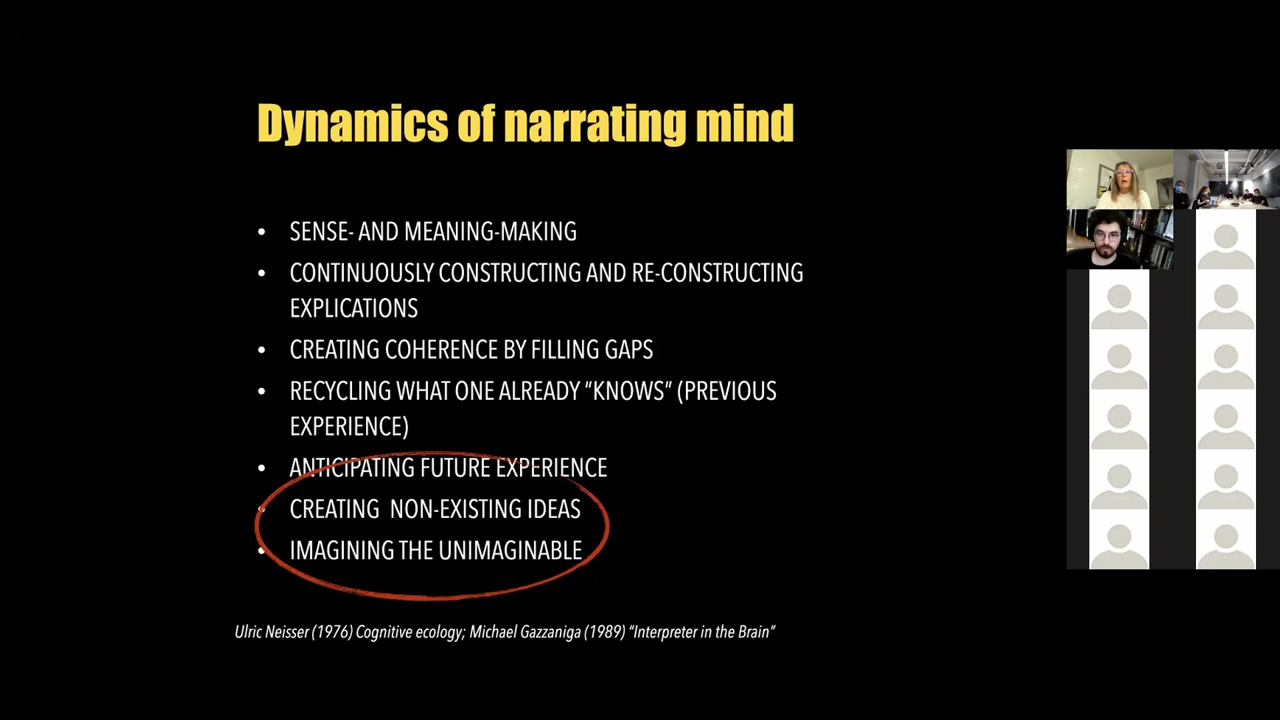 Dynamics of narrating mind
• SENSE- AND MEANING-MAKING
• CONTINUOUSLY CONSTRUCTING AND RE-CONSTRUCTING
EXPLICATIONS
• CREATING COHERENCE BY FILLING GAPS
• RECYCLING WHAT ONE ALREADY “KNOWS” (PREVIOUS
EXPERIENCE)
• ANTICIPATING FUTURE EXPERIENCE
• CREATING  NON-EXISTING IDEAS
• IMAGINING THE UNIMAGINABLE
Ulric Neisser (1976) Cognitive ecology; Michael Gazzaniga (1989) “Interpreter in the Brain”